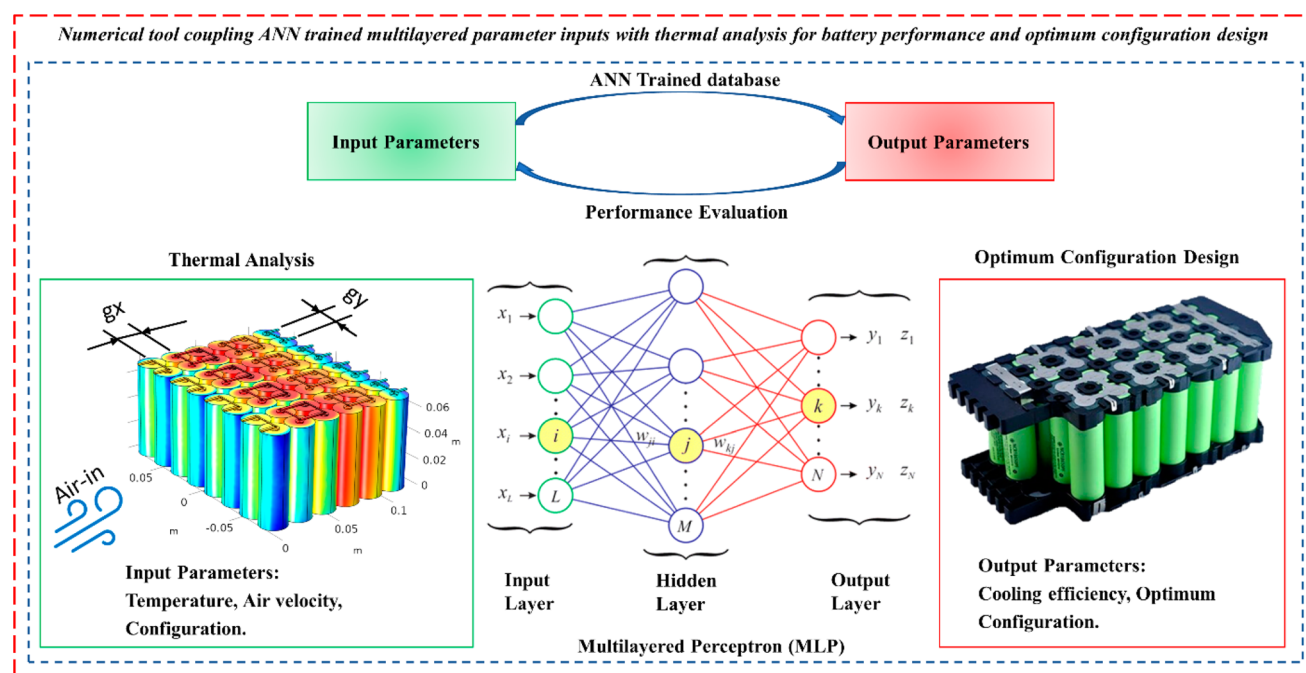 Numerical tool coupling ANN trained multilayered parameter inputs with thermal analysis for battery performance and optimum configuration design
ANN Trained database
Input Parameters
Output Parameters
Performance Evaluation
Thermal Analysis
gx
gy
0.06
0.04
m
0.02
0
0.05
0
-0.05
m
0
0.05
m
0.1
Air-in
Input Parameters:
Temperature, Air velocity,
Configuration.
x1
x2
xi
xL
i
L
wji
j
M
wkj
k
N
y1 z1
yk zk
yN zN
Input
Layer
Hidden
Layer
Output
Layer
Multilayered Perceptron (MLP)
Optimum Configuration Design
Output Parameters:
Cooling efficiency, Optimum
Configuration.